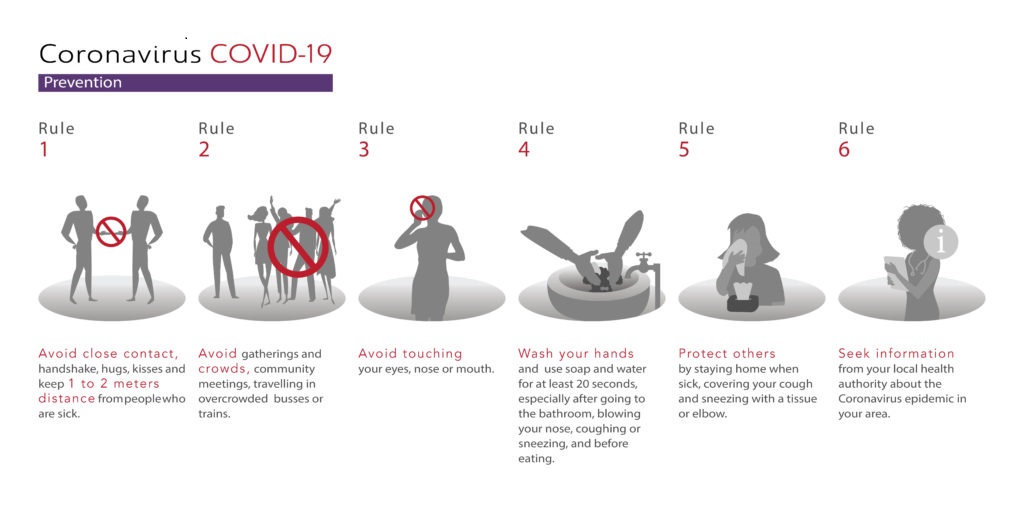 Coronavirus COVID-19
Prevention
Rule
1
Avoid close contact,
handshake, hugs, kisses and
keep 1 to 2 meters
distance from people who
are sick.
Rule
2
Avoid gatherings and
crowds, community
meetings, travelling in
overcrowded busses or
trains.
Rule
3
Avoid touching
your eyes, nose or mouth.
Rule
4
Wash your hands
and use soap and water
for at least 20 seconds,
especially after going to
the bathroom, blowing
your nose, coughing or
sneezing, and before
eating.
Rule
5
Protect others
by staying home when
sick, covering your cough
and sneezing with a tissue
or elbow.
Rule
6
i
Seek information
from your local health
authority about the
Coronavirus epidemic in
your area.